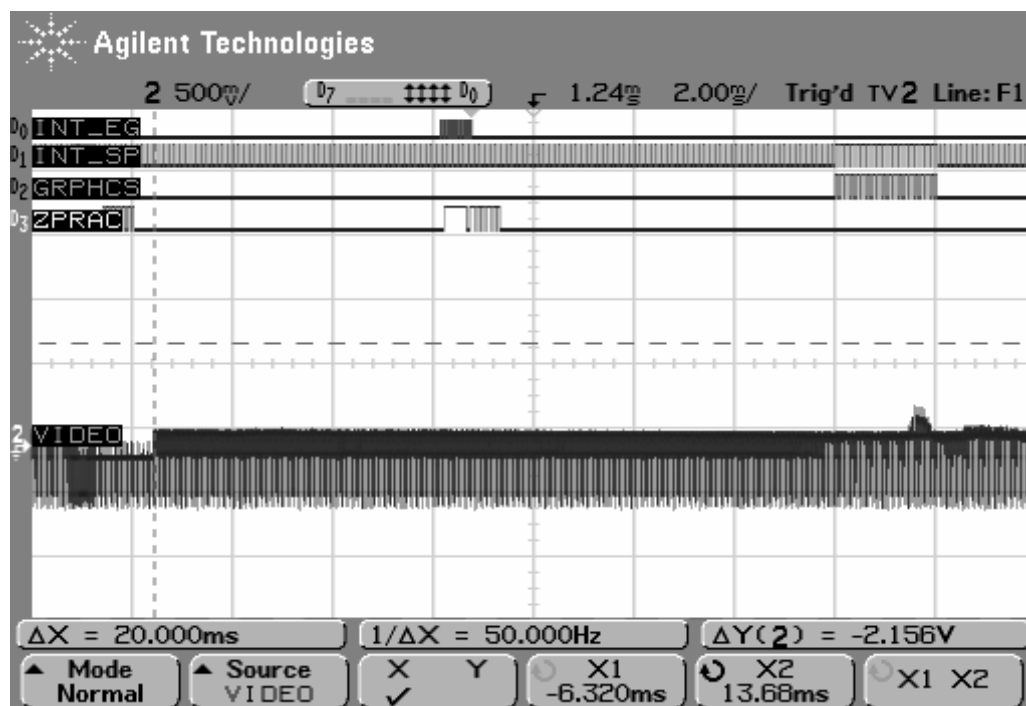 Agilent Technologies
2 500mV/ D7 D0 1.24ms 2.00ms/ Trig'd TV2 Line:F1
D0 INT_EG
D1 INT_SP
D2 GRPHCS
D3 ZPRAC
2 VIDEO
ΔX = 20.000ms 1/ΔX = 50.000Hz ΔY(2) = -2.156V
Mode Source X Y X1 X2 X1 X2
Normal VIDEO ✓ -6.320ms 13.68ms